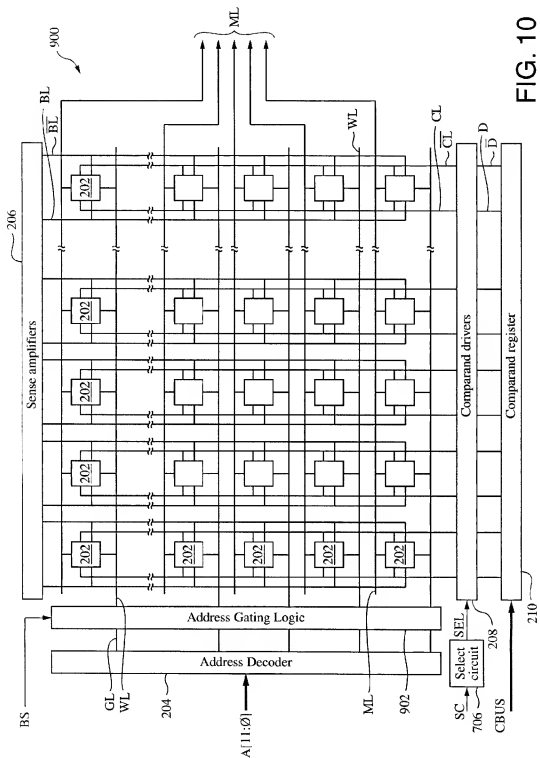 206
BS
Sense amplifiers
900
BL
B̅L̅
GL
WL
202 202 202 202 202
204
Address Decoder
Address Gating Logic
202
ML
A[11:Ø]
202
202
WL
ML
902
202
CL
C̅L̅
SC
706
Select circuit
SEL
208
Comparand drivers
D
D̅
CBUS
210
Comparand register
FIG. 10